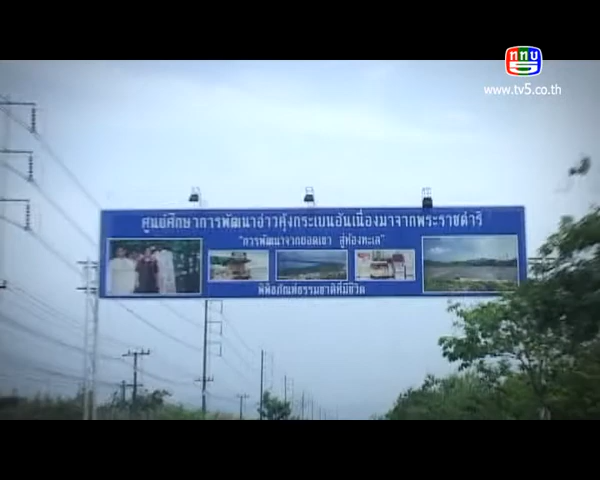 ททบ
5
www.tv5.co.th
ศูนย์ศึกษาการพัฒนาอ่าวคุ้งกระเบนอันเนื่องมาจากพระราชดำริ
"การพัฒนาจากยอดเขา สู่ท้องทะเล"
พิพิธภัณฑ์ธรรมชาติที่มีชีวิต